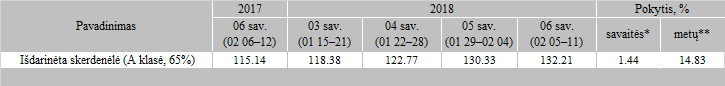 Pavadinimas 2017 2018 Pokytis, %
06 sav. (02 06–12) 03 sav. (01 15–21) 04 sav. (01 22–28) 05 sav. (01 29–02 04) 06 sav. (02 05–11) savaitės* metų**
Išdarinėta skerdenėlė (A klasė, 65%) 115.14 118.38 122.77 130.33 132.21 1.44 14.83